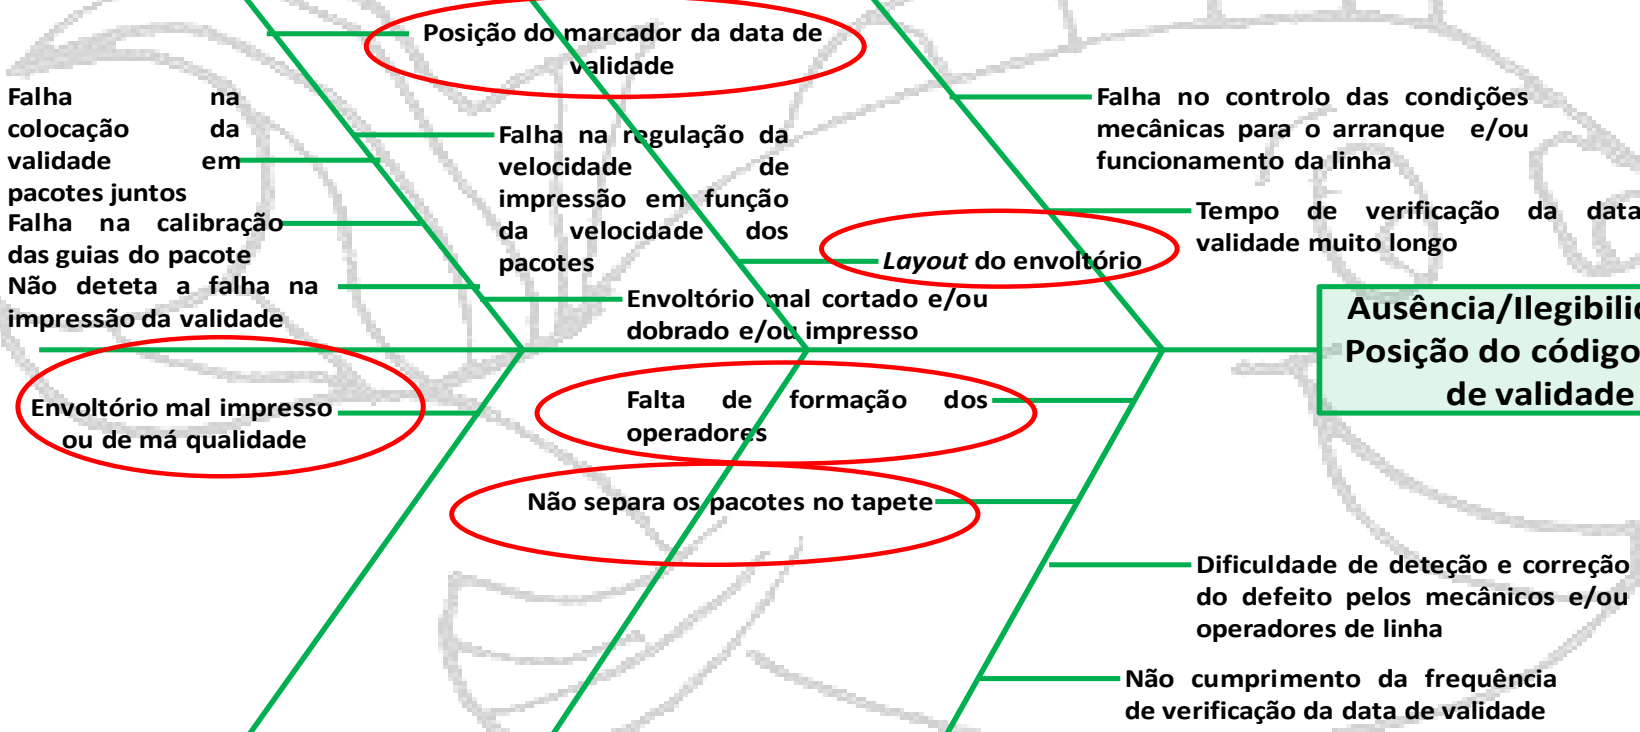 Posição do marcador da data de
validade
Falha na
colocação da
validade em
pacotes juntos
Falha na calibração
das guias do pacote
Não deteta a falha na
impressão da validade
Falha na regulação da
velocidade de
impressão em função
da velocidade dos
pacotes
Envoltório mal cortado e/ou
dobrado e/ou impresso
Layout do envoltório
Falha no controlo das condições
mecânicas para o arranque e/ou
funcionamento da linha
Tempo de verificação da data
validade muito longo
Posição do código
de validade
Envoltório mal impresso
ou de má qualidade
Falta de formação dos
operadores
Não separa os pacotes no tapete
Dificuldade de deteção e correção
do defeito pelos mecânicos e/ou
operadores de linha
Não cumprimento da frequência
de verificação da data de validade